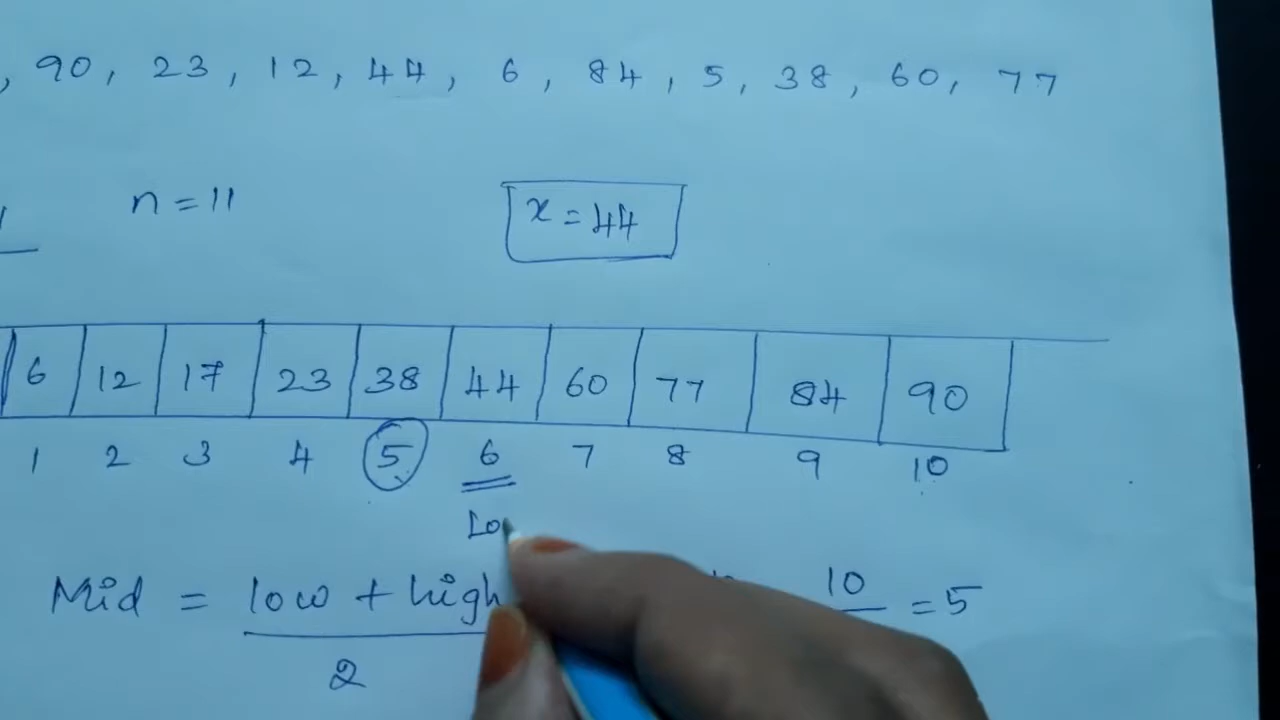 , 90, 23, 12, 44, 6, 84, 5, 38, 60, 77
n = 11
x = 44
6 12 17 23 38 44 60 77 84 90
1 2 3 4 5 6 7 8 9 10
Lo
Mid = low + high 10 = 5
2